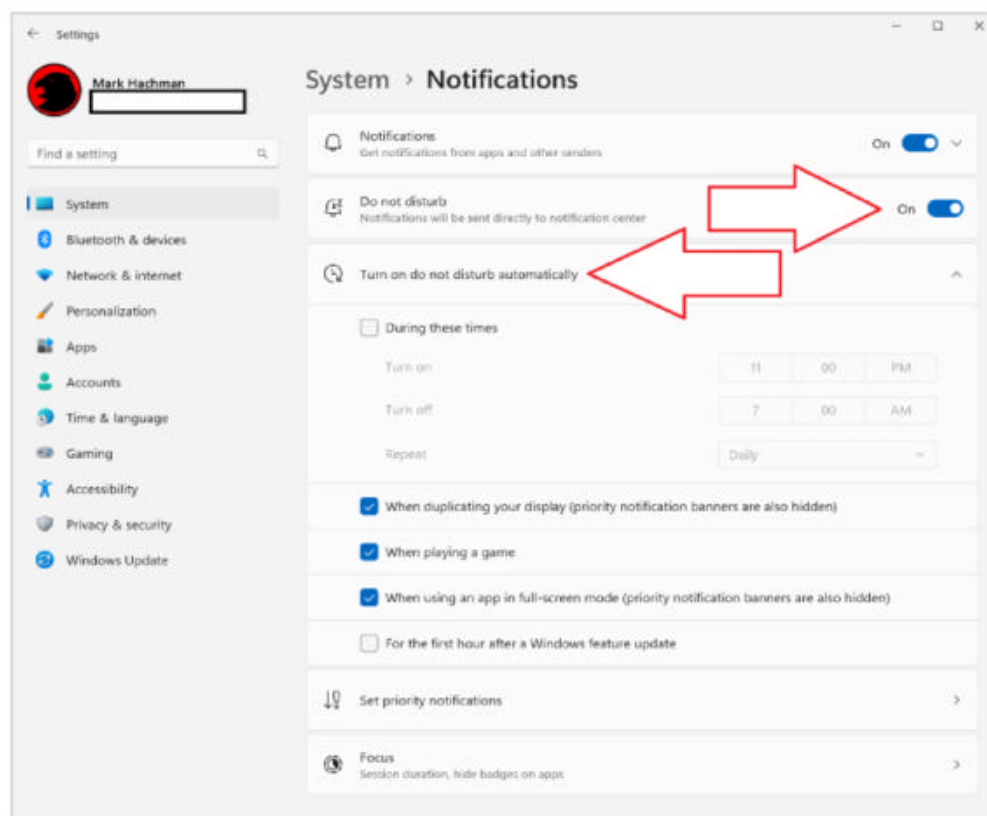 Settings
Mark Hachman
Find a setting
System
Bluetooth & devices
Network & internet
Personalization
Apps
Accounts
Time & language
Gaming
Accessibility
Privacy & security
Windows Update
System > Notifications
Notifications
On
Get notifications from apps and other senders
Do not disturb
On
Notifications will be sent directly to notification center
Turn on do not disturb automatically
During these times
Turn on 11 00 PM
Turn off 7 00 AM
Repeat Daily
When duplicating your display (priority notification banners are also hidden)
When playing a game
When using an app in full-screen mode (priority notification banners are also hidden)
For the first hour after a Windows feature update
Set priority notifications
Focus
Session duration, hide badges on apps